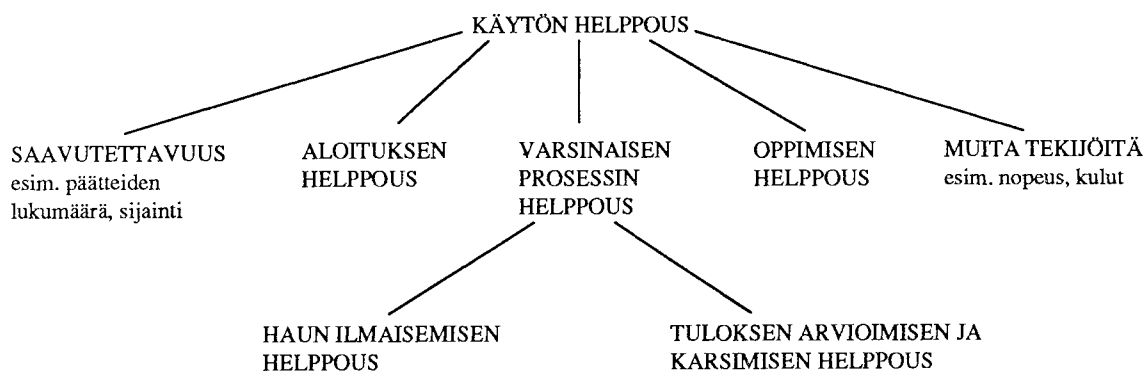 KÄYTÖN HELPPOUS
SAAVUTETTAVUUS
esim. päätteiden
lukumäärä, sijainti
ALOITUKSEN
HELPPOUS
VARSINAISEN
PROSESSIN
HELPPOUS
OPPIMISEN
HELPPOUS
MUITA TEKIJÖITÄ
esim. nopeus, kulut
HAUN ILMAISEMISEN
HELPPOUS
TULOKSEN ARVIOIMISEN JA
KARSIMISEN HELPPOUS